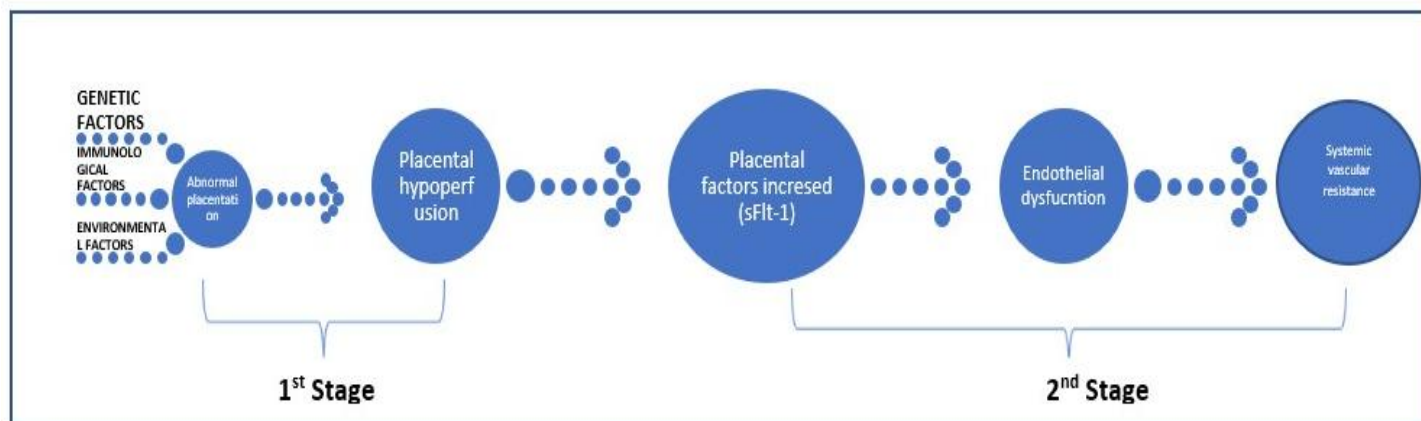 GENETIC
FACTORS
IMMUNOLO
GICAL
FACTORS
ENVIRONMENTA
L FACTORS
Abnormal
placentati
on
Placental
hypoperf
usion
Placental
factors incresed
(sFlt-1)
Endothelial
dysfucntion
Systemic
vascular
resistance
1st Stage
2nd Stage